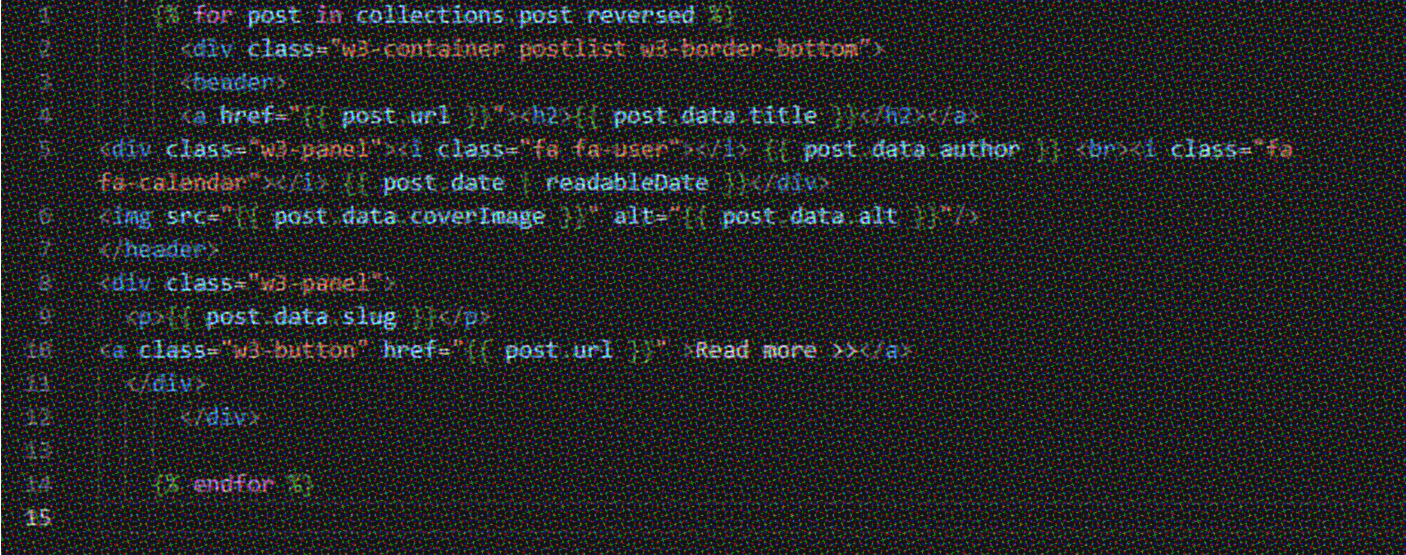 1 {% for post in collections.post reversed %}
2 <div class="w3-container postlist w3-border-bottom">
3 <header>
4 <a href="{{ post.url }}"><h2>{{ post.data.title }}</h2></a>
5 <div class="w3-panel"><i class="fa fa-user"></i> {{ post.data.author }} <br><i class="fa
fa-calendar"></i> {{ post.date | readableDate }}</div>
6 <img src="{{ post.data.coverImage }}" alt="{{ post.data.alt }}"/>
7 </header>
8 <div class="w3-panel">
9 <p>{{ post.data.slug }}</p>
10 <a class="w3-button" href="{{ post.url }}" >Read more >></a>
11 </div>
12 </div>
13
14 {% endfor %}
15